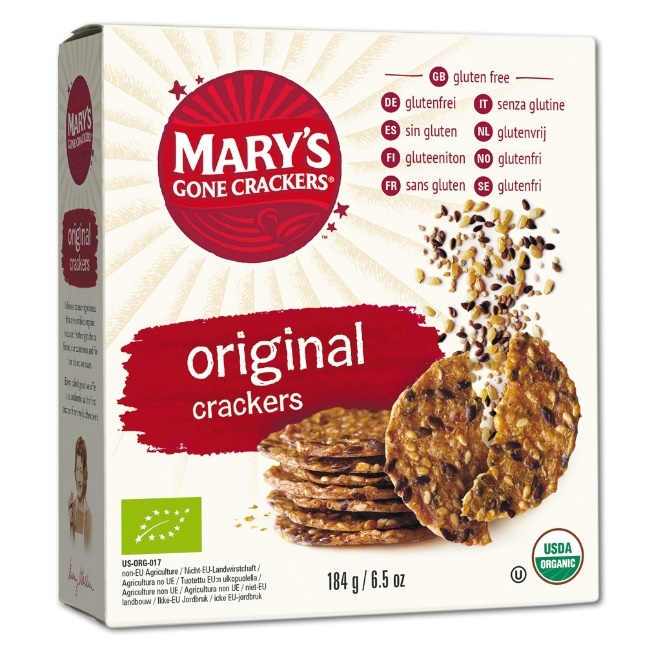 MARY'S
GONE CRACKERS®
™
GB gluten free
DE glutenfrei
IT senza glutine
ES sin gluten
NL glutenvrij
FI gluteeniton
NO glutenfri
FR sans gluten
SE glutenfri
original
crackers
US-ORG-017
non-EU Agriculture / Nicht-EU-Landwirtschaft /
Agricultura no UE / Tuotettu EU:n ulkopuolella /
Agriculture non UE / Agricultura non UE / niet-EU
landbouw / Ikke-EU Jordbruk / icke EU-jordbruk
184 g / 6.5 oz
U
USDA
ORGANIC
MARY'S
GONE CRACKERS
original
crackers